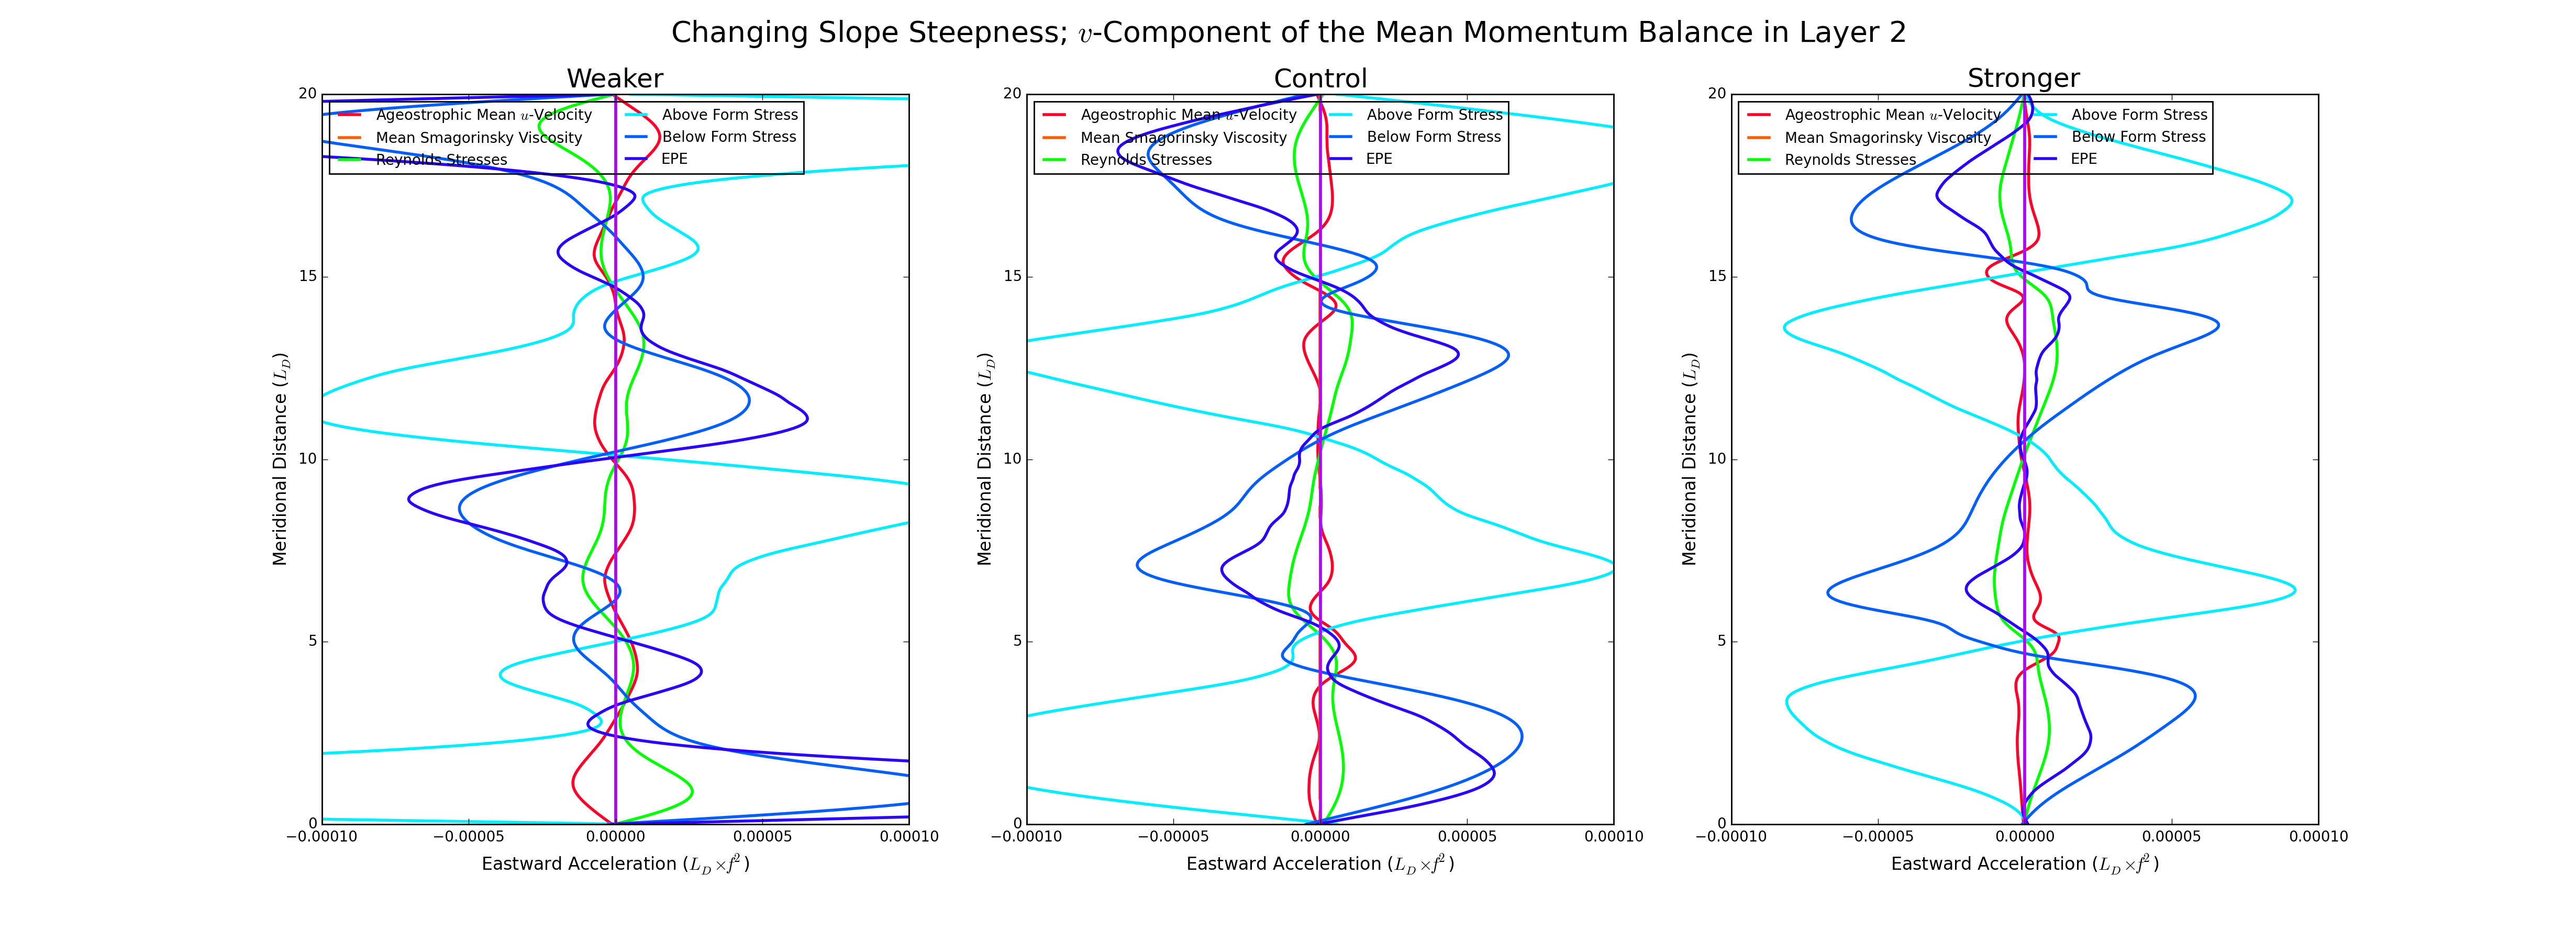 Changing Slope Steepness; v-Component of the Mean Momentum Balance in Layer 2
Weaker
Ageostrophic Mean u-Velocity
Mean Smagorinsky Viscosity
Reynolds Stresses
Above Form Stress
Below Form Stress
EPE
20
15
10
5
0
Meridional Distance (L_D)
−0.00010 −0.00005 0.00000 0.00005 0.00010
Eastward Acceleration (L_D×f²)
Control
Ageostrophic Mean u-Velocity
Mean Smagorinsky Viscosity
Reynolds Stresses
Above Form Stress
Below Form Stress
EPE
20
15
10
5
0
Meridional Distance (L_D)
−0.00010 −0.00005 0.00000 0.00005 0.00010
Eastward Acceleration (L_D×f²)
Stronger
Ageostrophic Mean u-Velocity
Mean Smagorinsky Viscosity
Reynolds Stresses
Above Form Stress
Below Form Stress
EPE
20
15
10
5
0
Meridional Distance (L_D)
−0.00010 −0.00005 0.00000 0.00005 0.00010
Eastward Acceleration (L_D×f²)